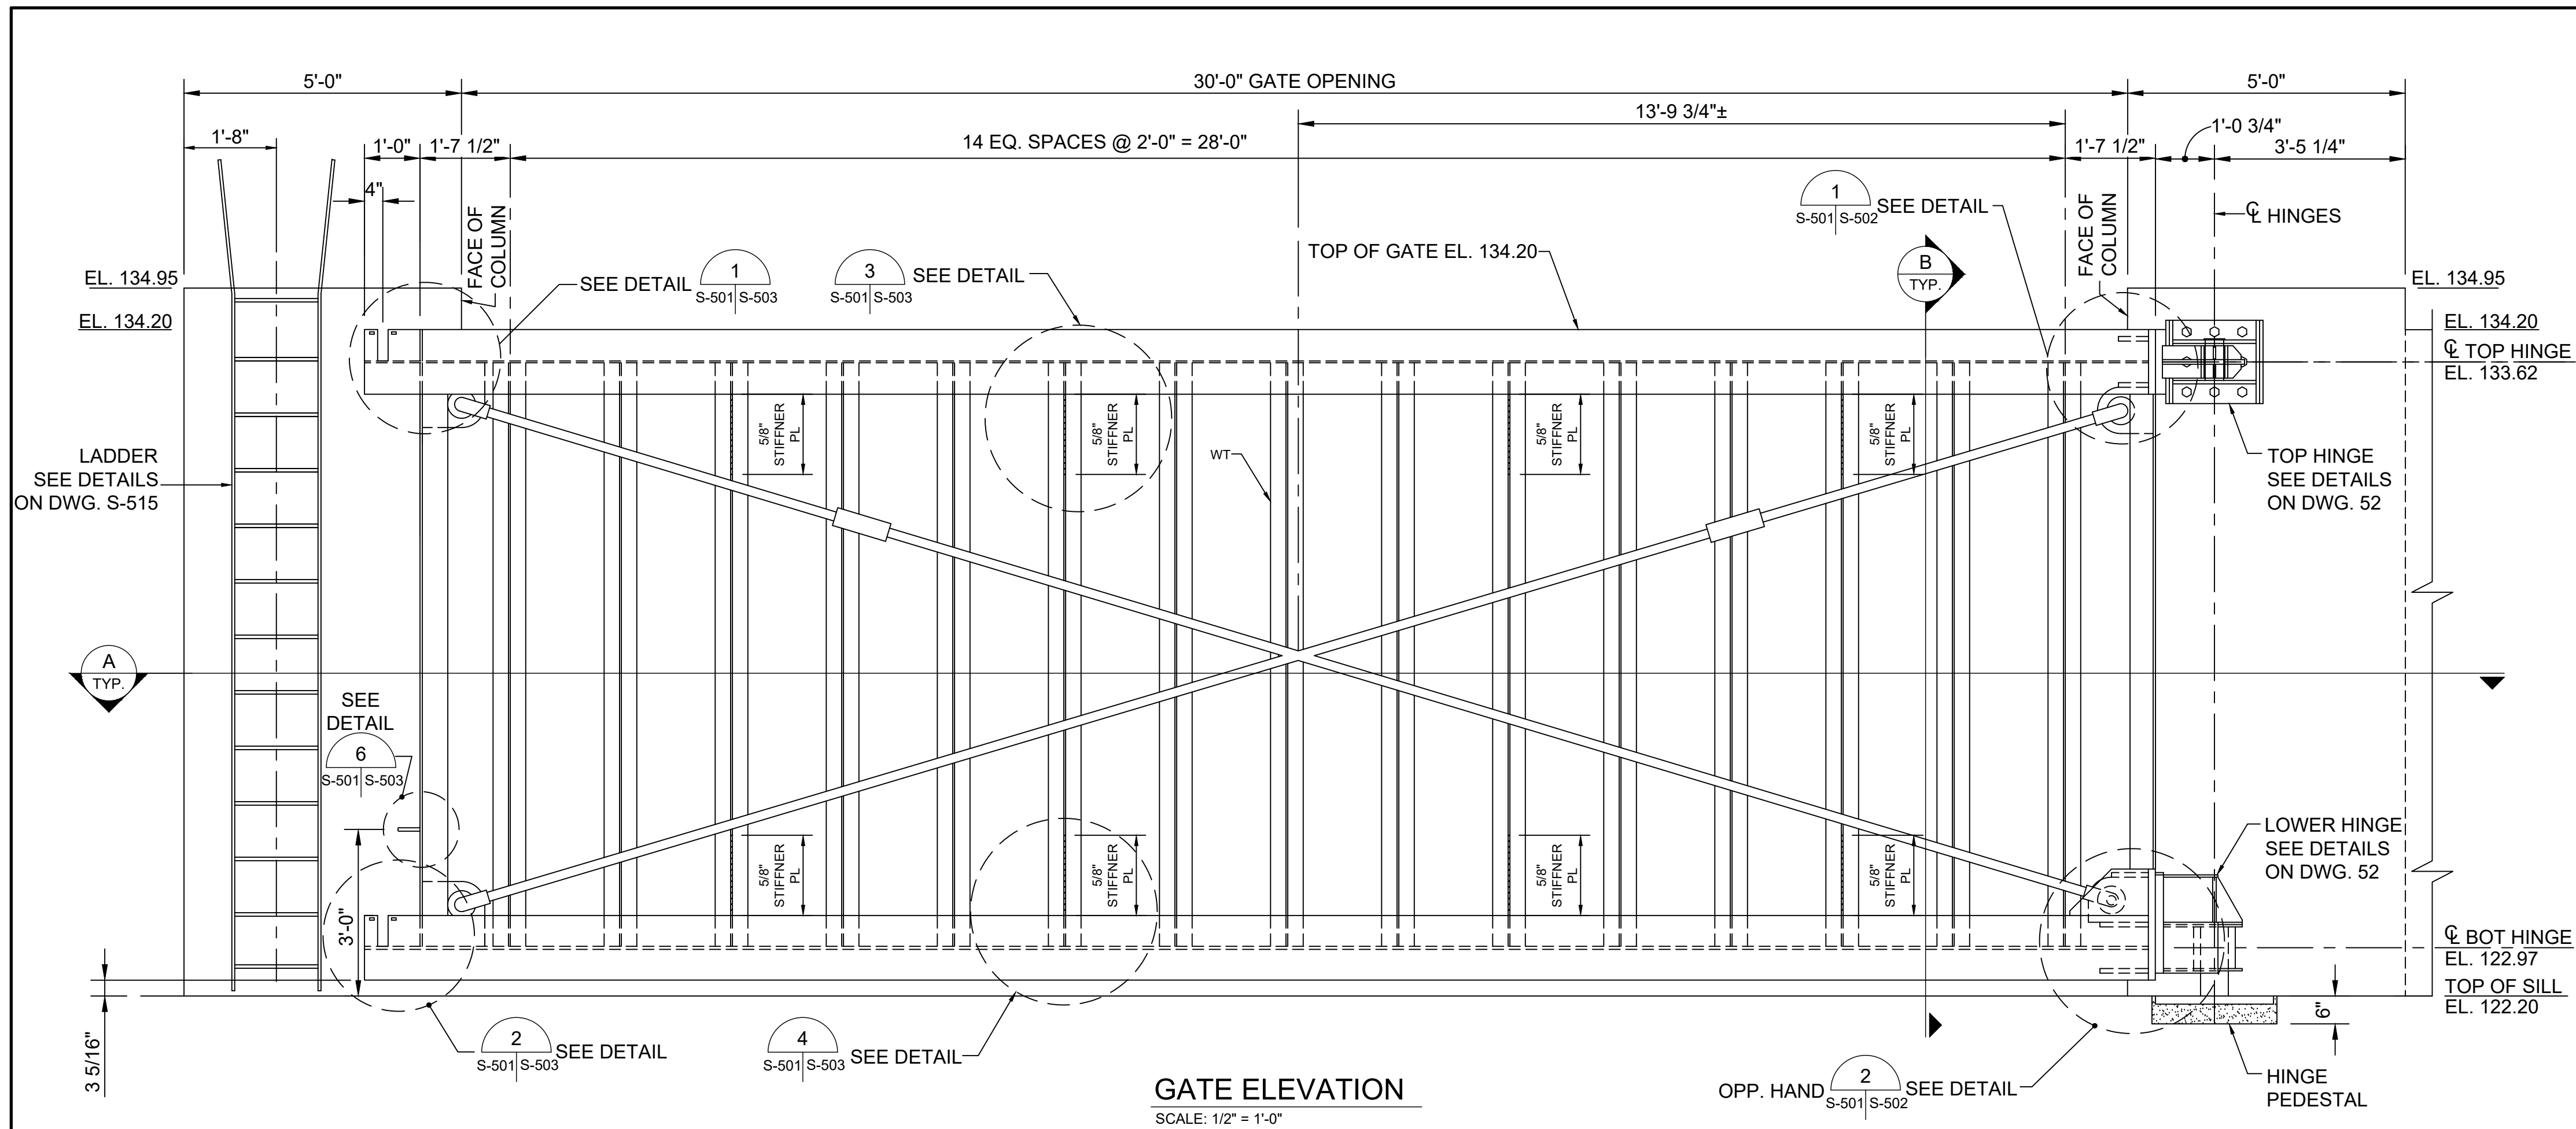 5'-0"
30'-0" GATE OPENING
5'-0"
13'-9 3/4"±
1'-8"
1'-0"
1'-7 1/2"
14 EQ. SPACES @ 2'-0" = 28'-0"
1'-7 1/2"
1'-0 3/4"
3'-5 1/4"
4"
FACE OF
COLUMN
1
S-501 S-502
SEE DETAIL
FACE OF
COLUMN
℄ HINGES
TOP OF GATE EL. 134.20
B
TYP.
EL. 134.95
EL. 134.20
SEE DETAIL
1
S-501 S-503
3
S-501 S-503
SEE DETAIL
EL. 134.95
EL. 134.20
℄ TOP HINGE
EL. 133.62
5/8"
STIFFNER
PL
5/8"
STIFFNER
PL
5/8"
STIFFNER
PL
5/8"
STIFFNER
PL
WT
LADDER
SEE DETAILS
ON DWG. S-515
TOP HINGE
SEE DETAILS
ON DWG. 52
A
TYP.
SEE
DETAIL
6
S-501 S-503
3'-0"
5/8"
STIFFNER
PL
5/8"
STIFFNER
PL
5/8"
STIFFNER
PL
5/8"
STIFFNER
PL
LOWER HINGE
SEE DETAILS
ON DWG. 52
℄ BOT HINGE
EL. 122.97
TOP OF SILL
EL. 122.20
6"
3 5/16"
2
S-501 S-503
SEE DETAIL
4
S-501 S-503
SEE DETAIL
OPP. HAND
2
S-501 S-502
SEE DETAIL
HINGE
PEDESTAL
GATE ELEVATION
SCALE: 1/2" = 1'-0"